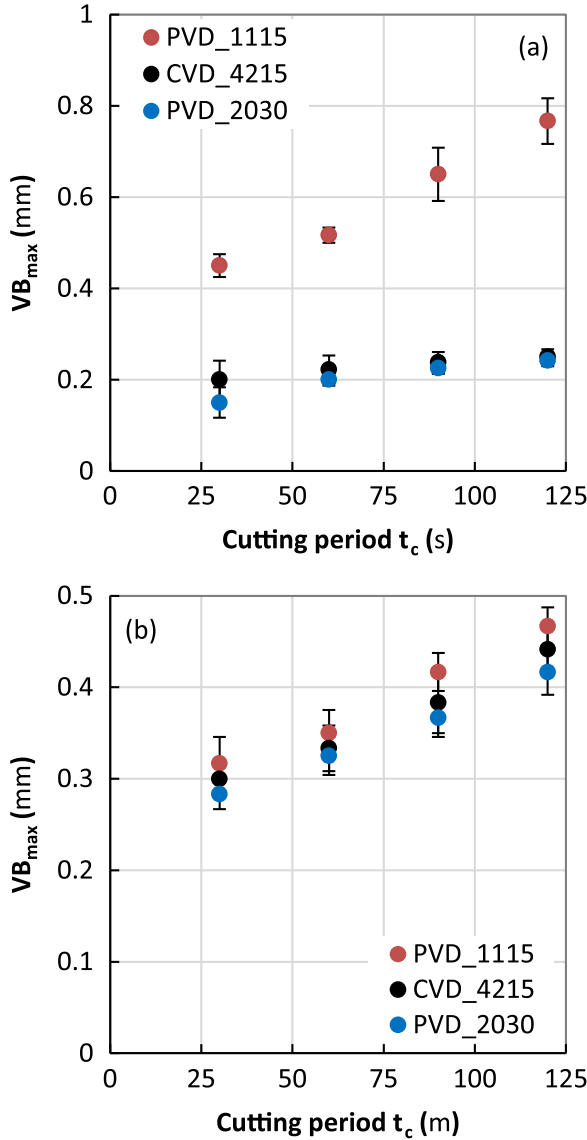 1
PVD_1115
(a)
CVD_4215
0.8
PVD_2030
0.6
VBmax (mm)
0.4
0.2
0
0 25 50 75 100 125
Cutting period tc (s)
0.5
(b)
0.4
0.3
VBmax (mm)
0.2
PVD_1115
0.1
CVD_4215
PVD_2030
0
0 25 50 75 100 125
Cutting period tc (m)